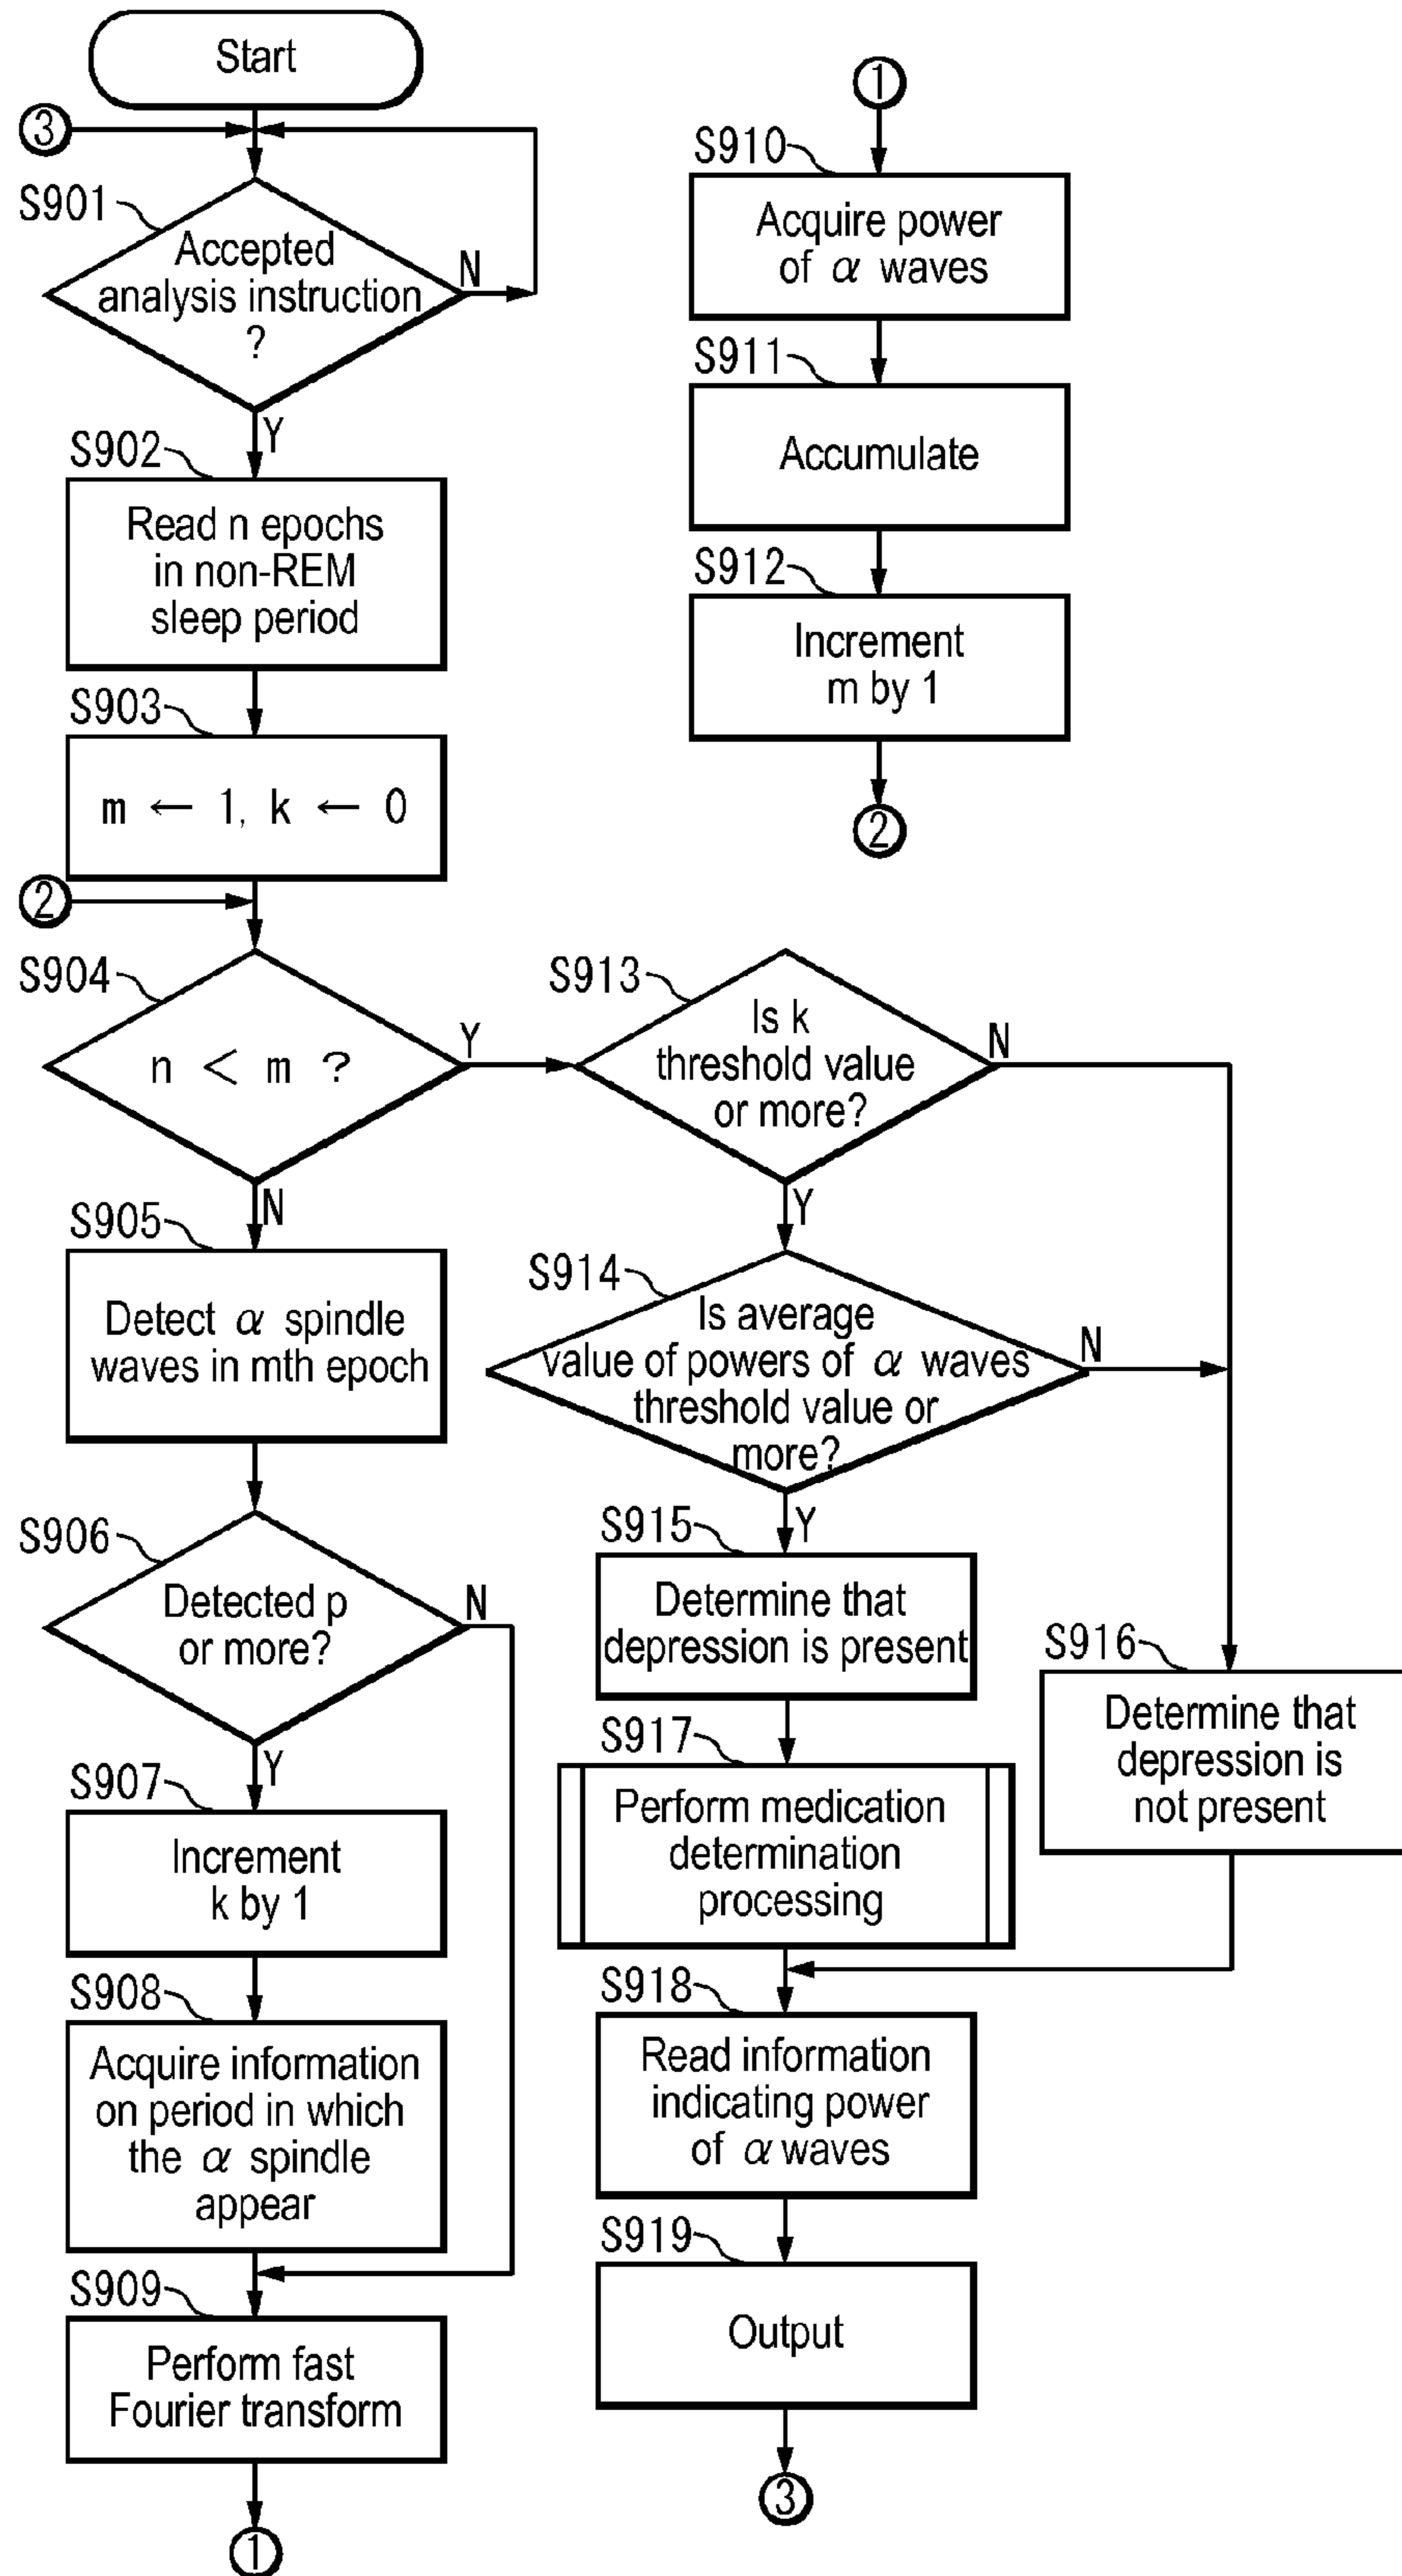 Start
3
S901
Accepted
analysis instruction
?
N
Y
S902
Read n epochs
in non-REM
sleep period
S903
m ← 1, k ← 0
2
S904
n < m ?
Y
N
S905
Detect α spindle
waves in mth epoch
S906
Detected p
or more?
N
Y
S907
Increment
k by 1
S908
Acquire information
on period in which
the α spindle
appear
S909
Perform fast
Fourier transform
1
1
S910
Acquire power
of α waves
S911
Accumulate
S912
Increment
m by 1
2
S913
Is k
threshold value
or more?
N
Y
S914
Is average
value of powers of α waves
threshold value or
more?
N
Y
S915
Determine that
depression is present
S916
Determine that
depression is
not present
S917
Perform medication
determination
processing
S918
Read information
indicating power
of α waves
S919
Output
3